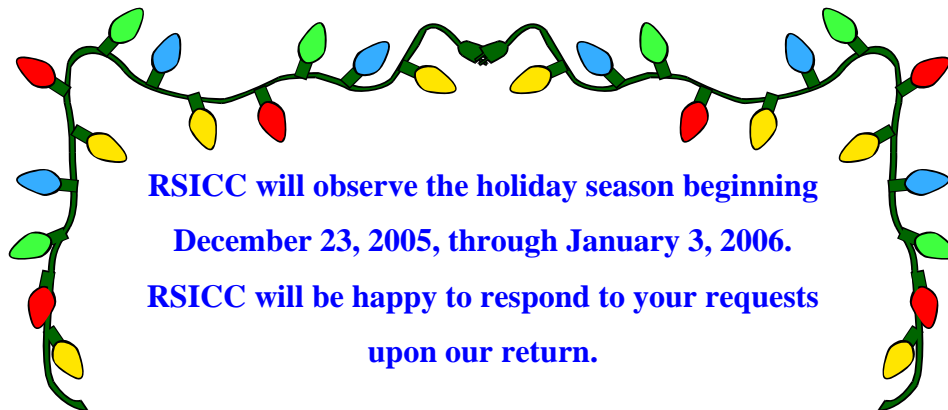 RSICC will observe the holiday season beginning
December 23, 2005, through January 3, 2006.
RSICC will be happy to respond to your requests
upon our return.